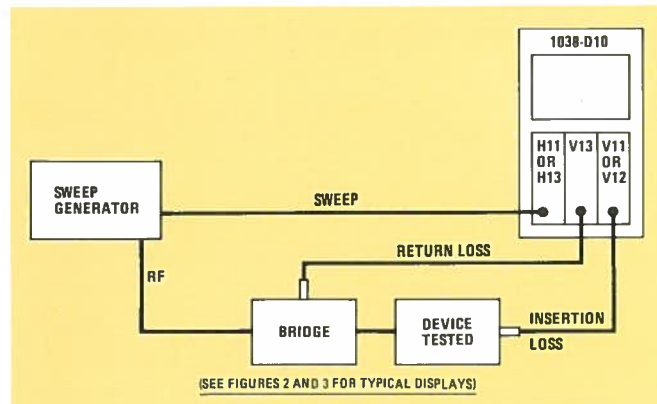 1038-D10
H11 V13 V11
OR OR
H13 V12
SWEEP
GENERATOR
SWEEP
RETURN LOSS
RF
BRIDGE
DEVICE
TESTED
INSERTION
LOSS
(SEE FIGURES 2 AND 3 FOR TYPICAL DISPLAYS)